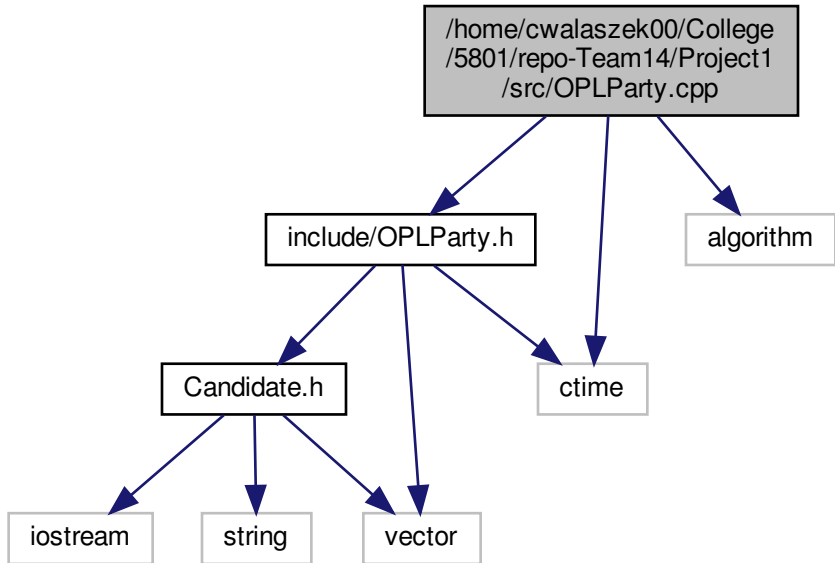 /home/cwalaszek00/College
/5801/repo-Team14/Project1
/src/OPLParty.cpp
include/OPLParty.h
algorithm
Candidate.h
ctime
iostream
string
vector